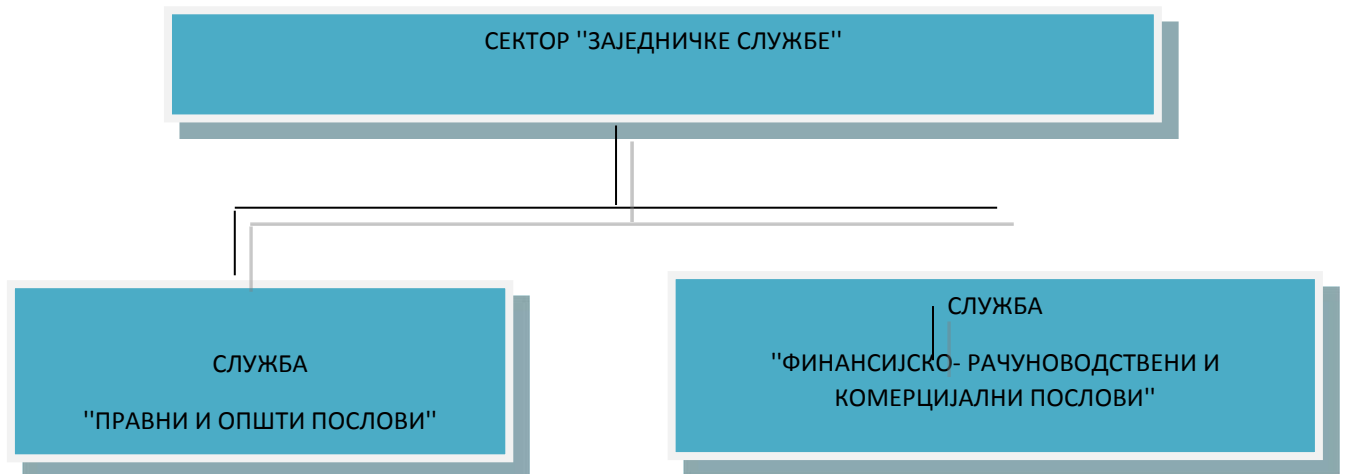 СЕКТОР ''ЗАЈЕДНИЧКЕ СЛУЖБЕ''
СЛУЖБА
''ПРАВНИ И ОПШТИ ПОСЛОВИ''
СЛУЖБА
''ФИНАНСИЈСКО- РАЧУНОВОДСТВЕНИ И
КОМЕРЦИЈАЛНИ ПОСЛОВИ''